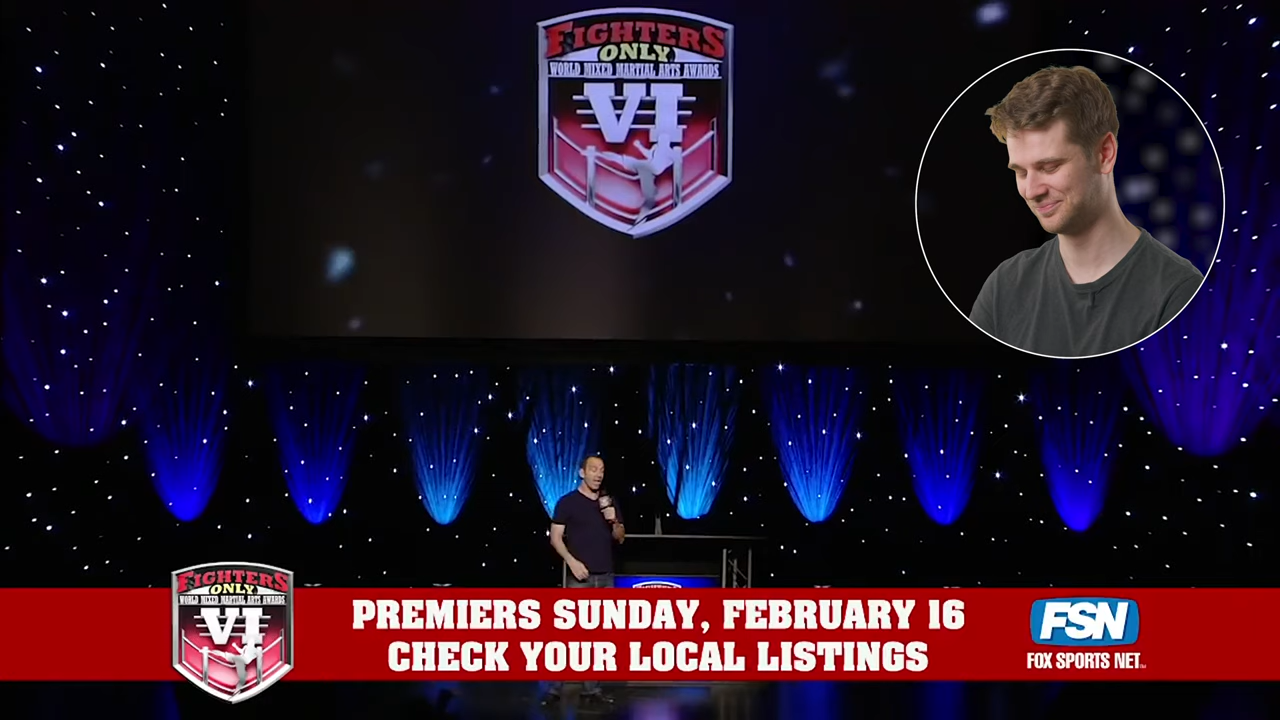 FIGHTERS
ONLY
WORLD MIXED MARTIAL ARTS AWARDS
VI
FIGHTERS
ONLY
WORLD MIXED MARTIAL ARTS AWARDS
VI
PREMIERS SUNDAY, FEBRUARY 16
CHECK YOUR LOCAL LISTINGS
FSN
FOX SPORTS NET